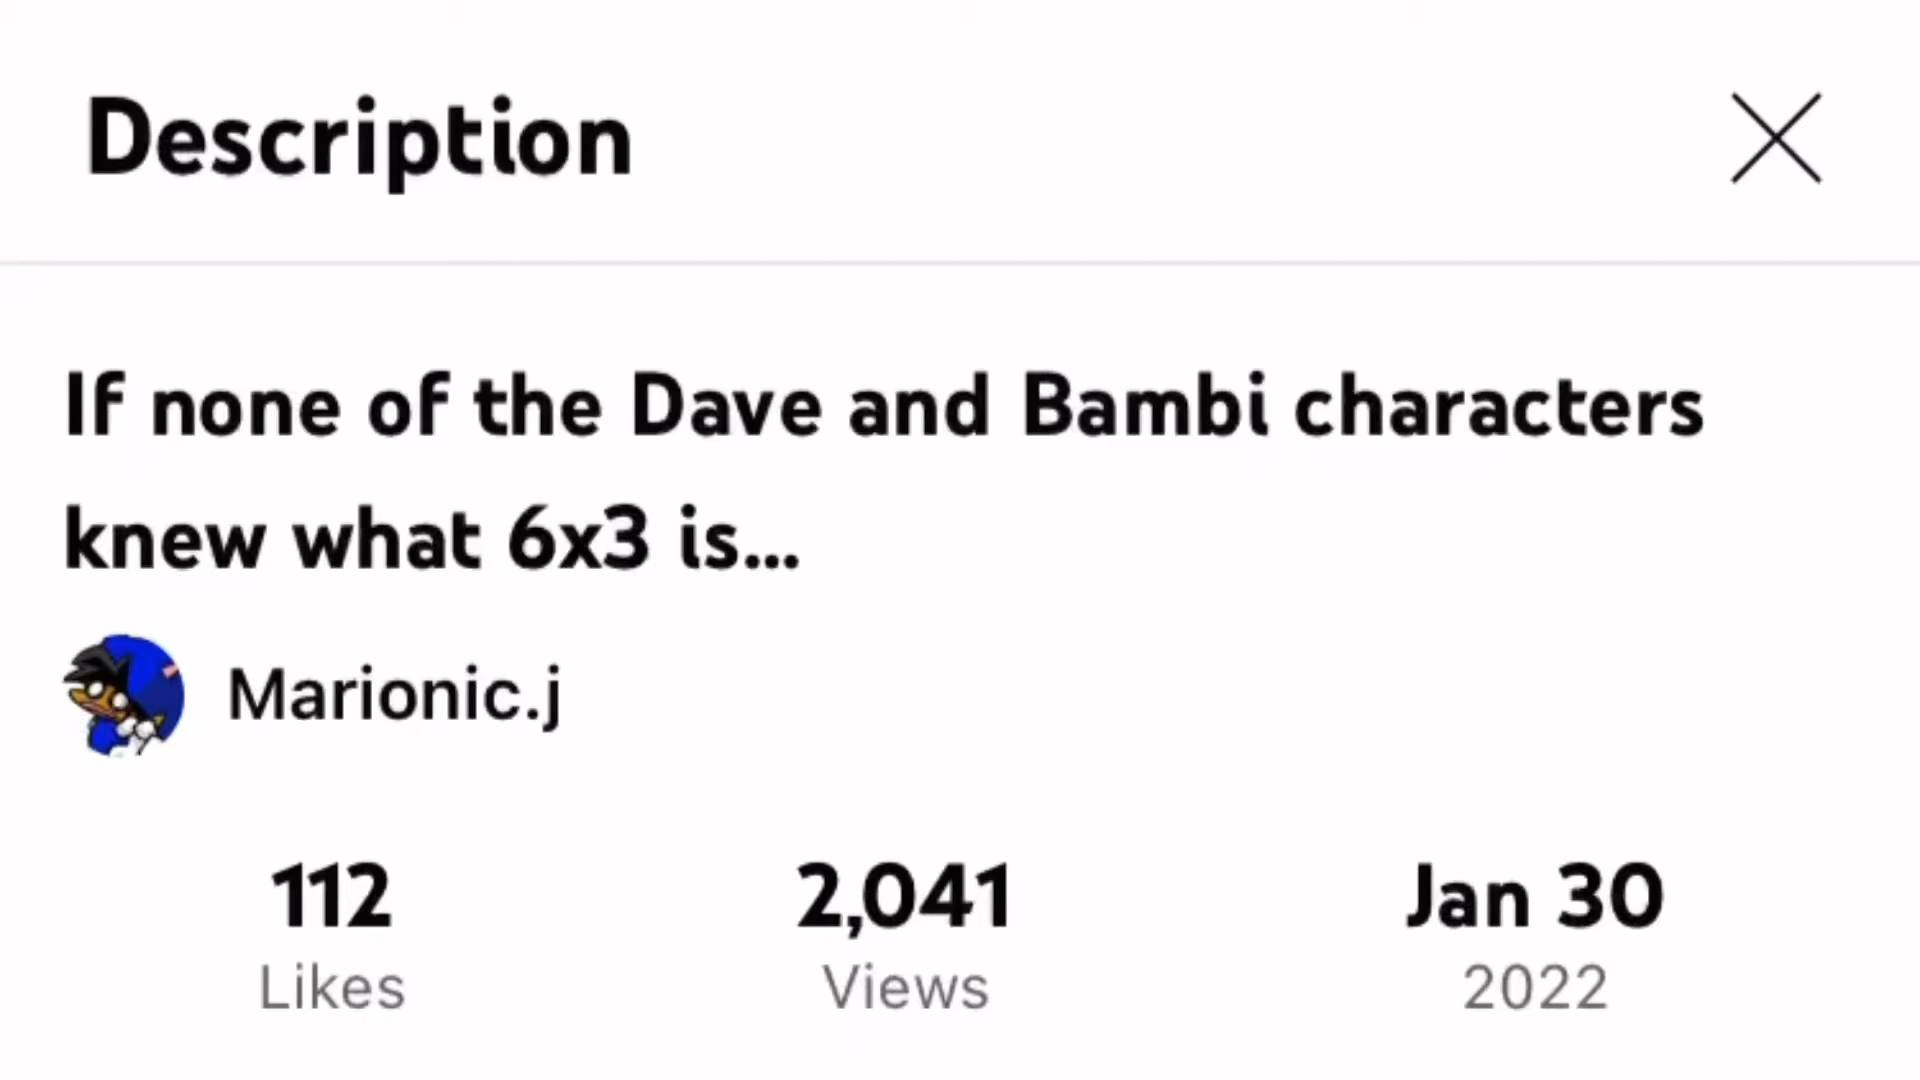 Description
If none of the Dave and Bambi characters
knew what 6x3 is...
Marionic.j
112 2,041 Jan 30
Likes Views 2022